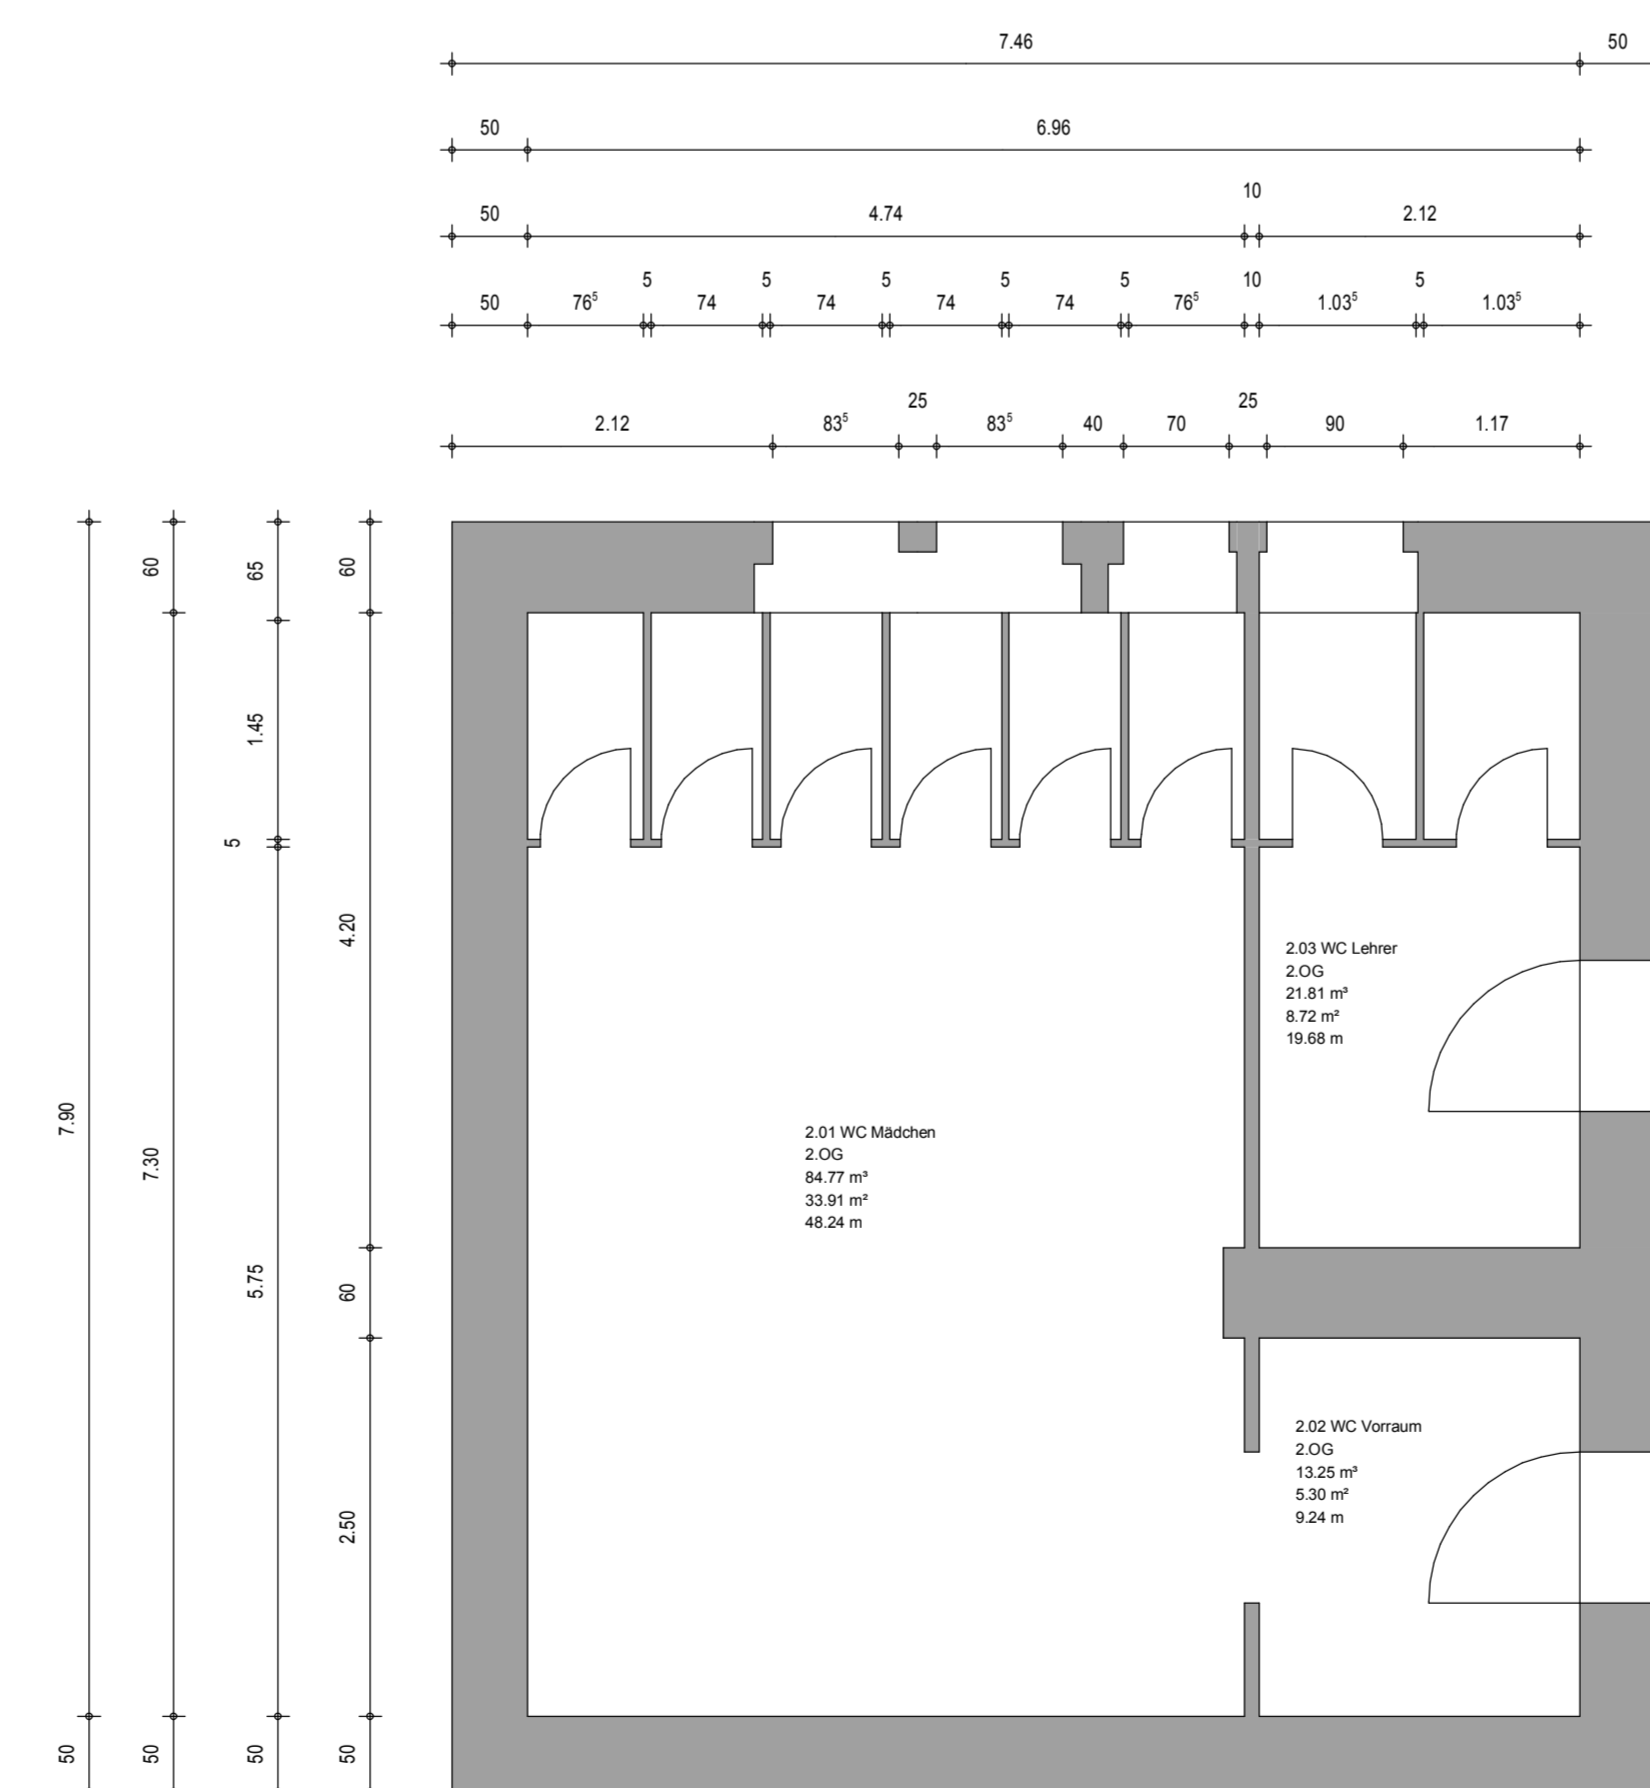 7.46 50
50 6.96
10
50 4.74 2.12
5 5 5 5 5 10 5
50 76⁵ 74 74 74 74 76⁵ 1.03⁵ 1.03⁵
25 25
2.12 83⁵ 83⁵ 40 70 90 1.17
60 65 60
1.45
5
4.20
7.90
7.30
5.75
60
2.50
50 50 50 50
2.03 WC Lehrer
2.OG
21.81 m³
8.72 m²
19.68 m
2.01 WC Mädchen
2.OG
84.77 m³
33.91 m²
48.24 m
2.02 WC Vorraum
2.OG
13.25 m³
5.30 m²
9.24 m